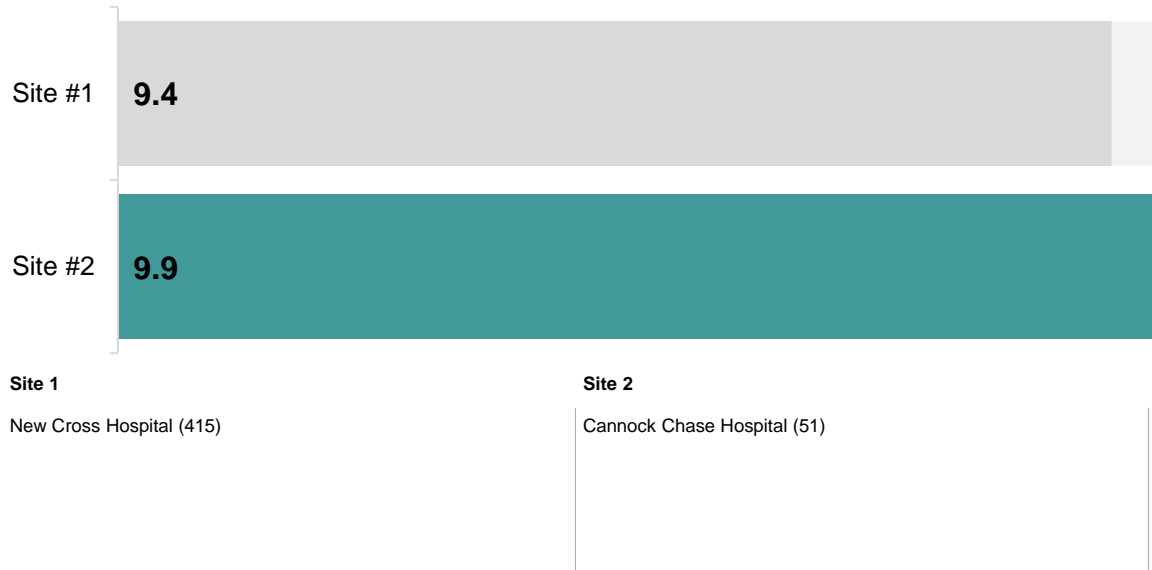 Site #1
9.4
Site #2
9.9
Site 1
Site 2
New Cross Hospital (415)
Cannock Chase Hospital (51)